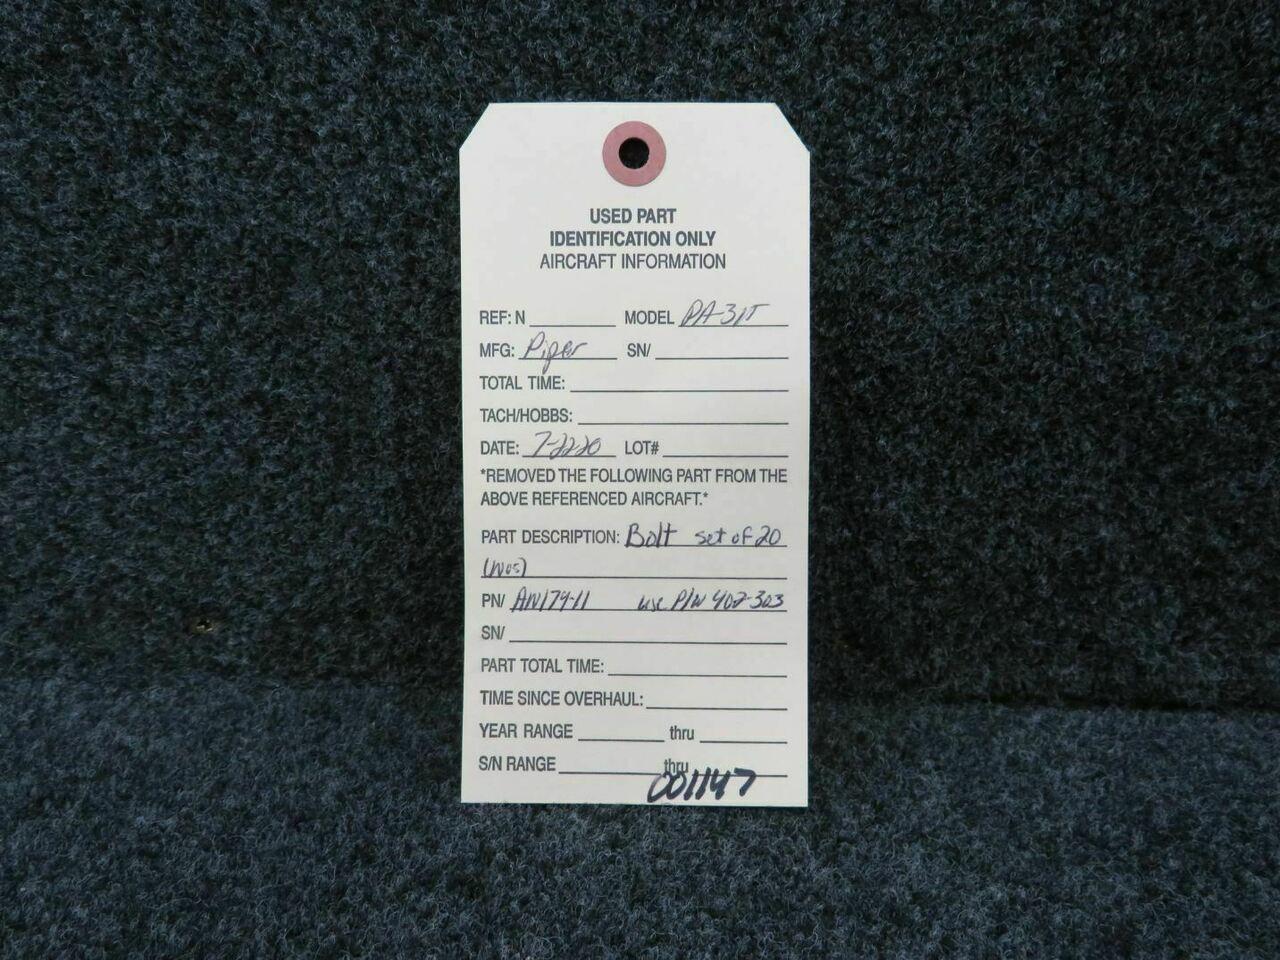 USED PART
IDENTIFICATION ONLY
AIRCRAFT INFORMATION
REF: N MODEL PA-31T
MFG: Piper SN/
TOTAL TIME:
TACH/HOBBS:
DATE: 7-22-20 LOT#
*REMOVED THE FOLLOWING PART FROM THE
ABOVE REFERENCED AIRCRAFT.*
PART DESCRIPTION: Bolt set of 20
(NOS)
PN/ AN174-11 use P/N 402-303
SN/
PART TOTAL TIME:
TIME SINCE OVERHAUL:
YEAR RANGE thru
S/N RANGE thru
001147